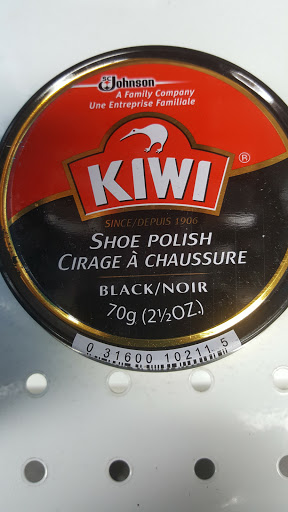 SC Johnson
A Family Company
Une Entreprise Familiale
KIWI®
SINCE/DEPUIS 1906
SHOE POLISH
CIRAGE À CHAUSSURE
BLACK/NOIR
70g (2½OZ.)
0 31600 10211 5